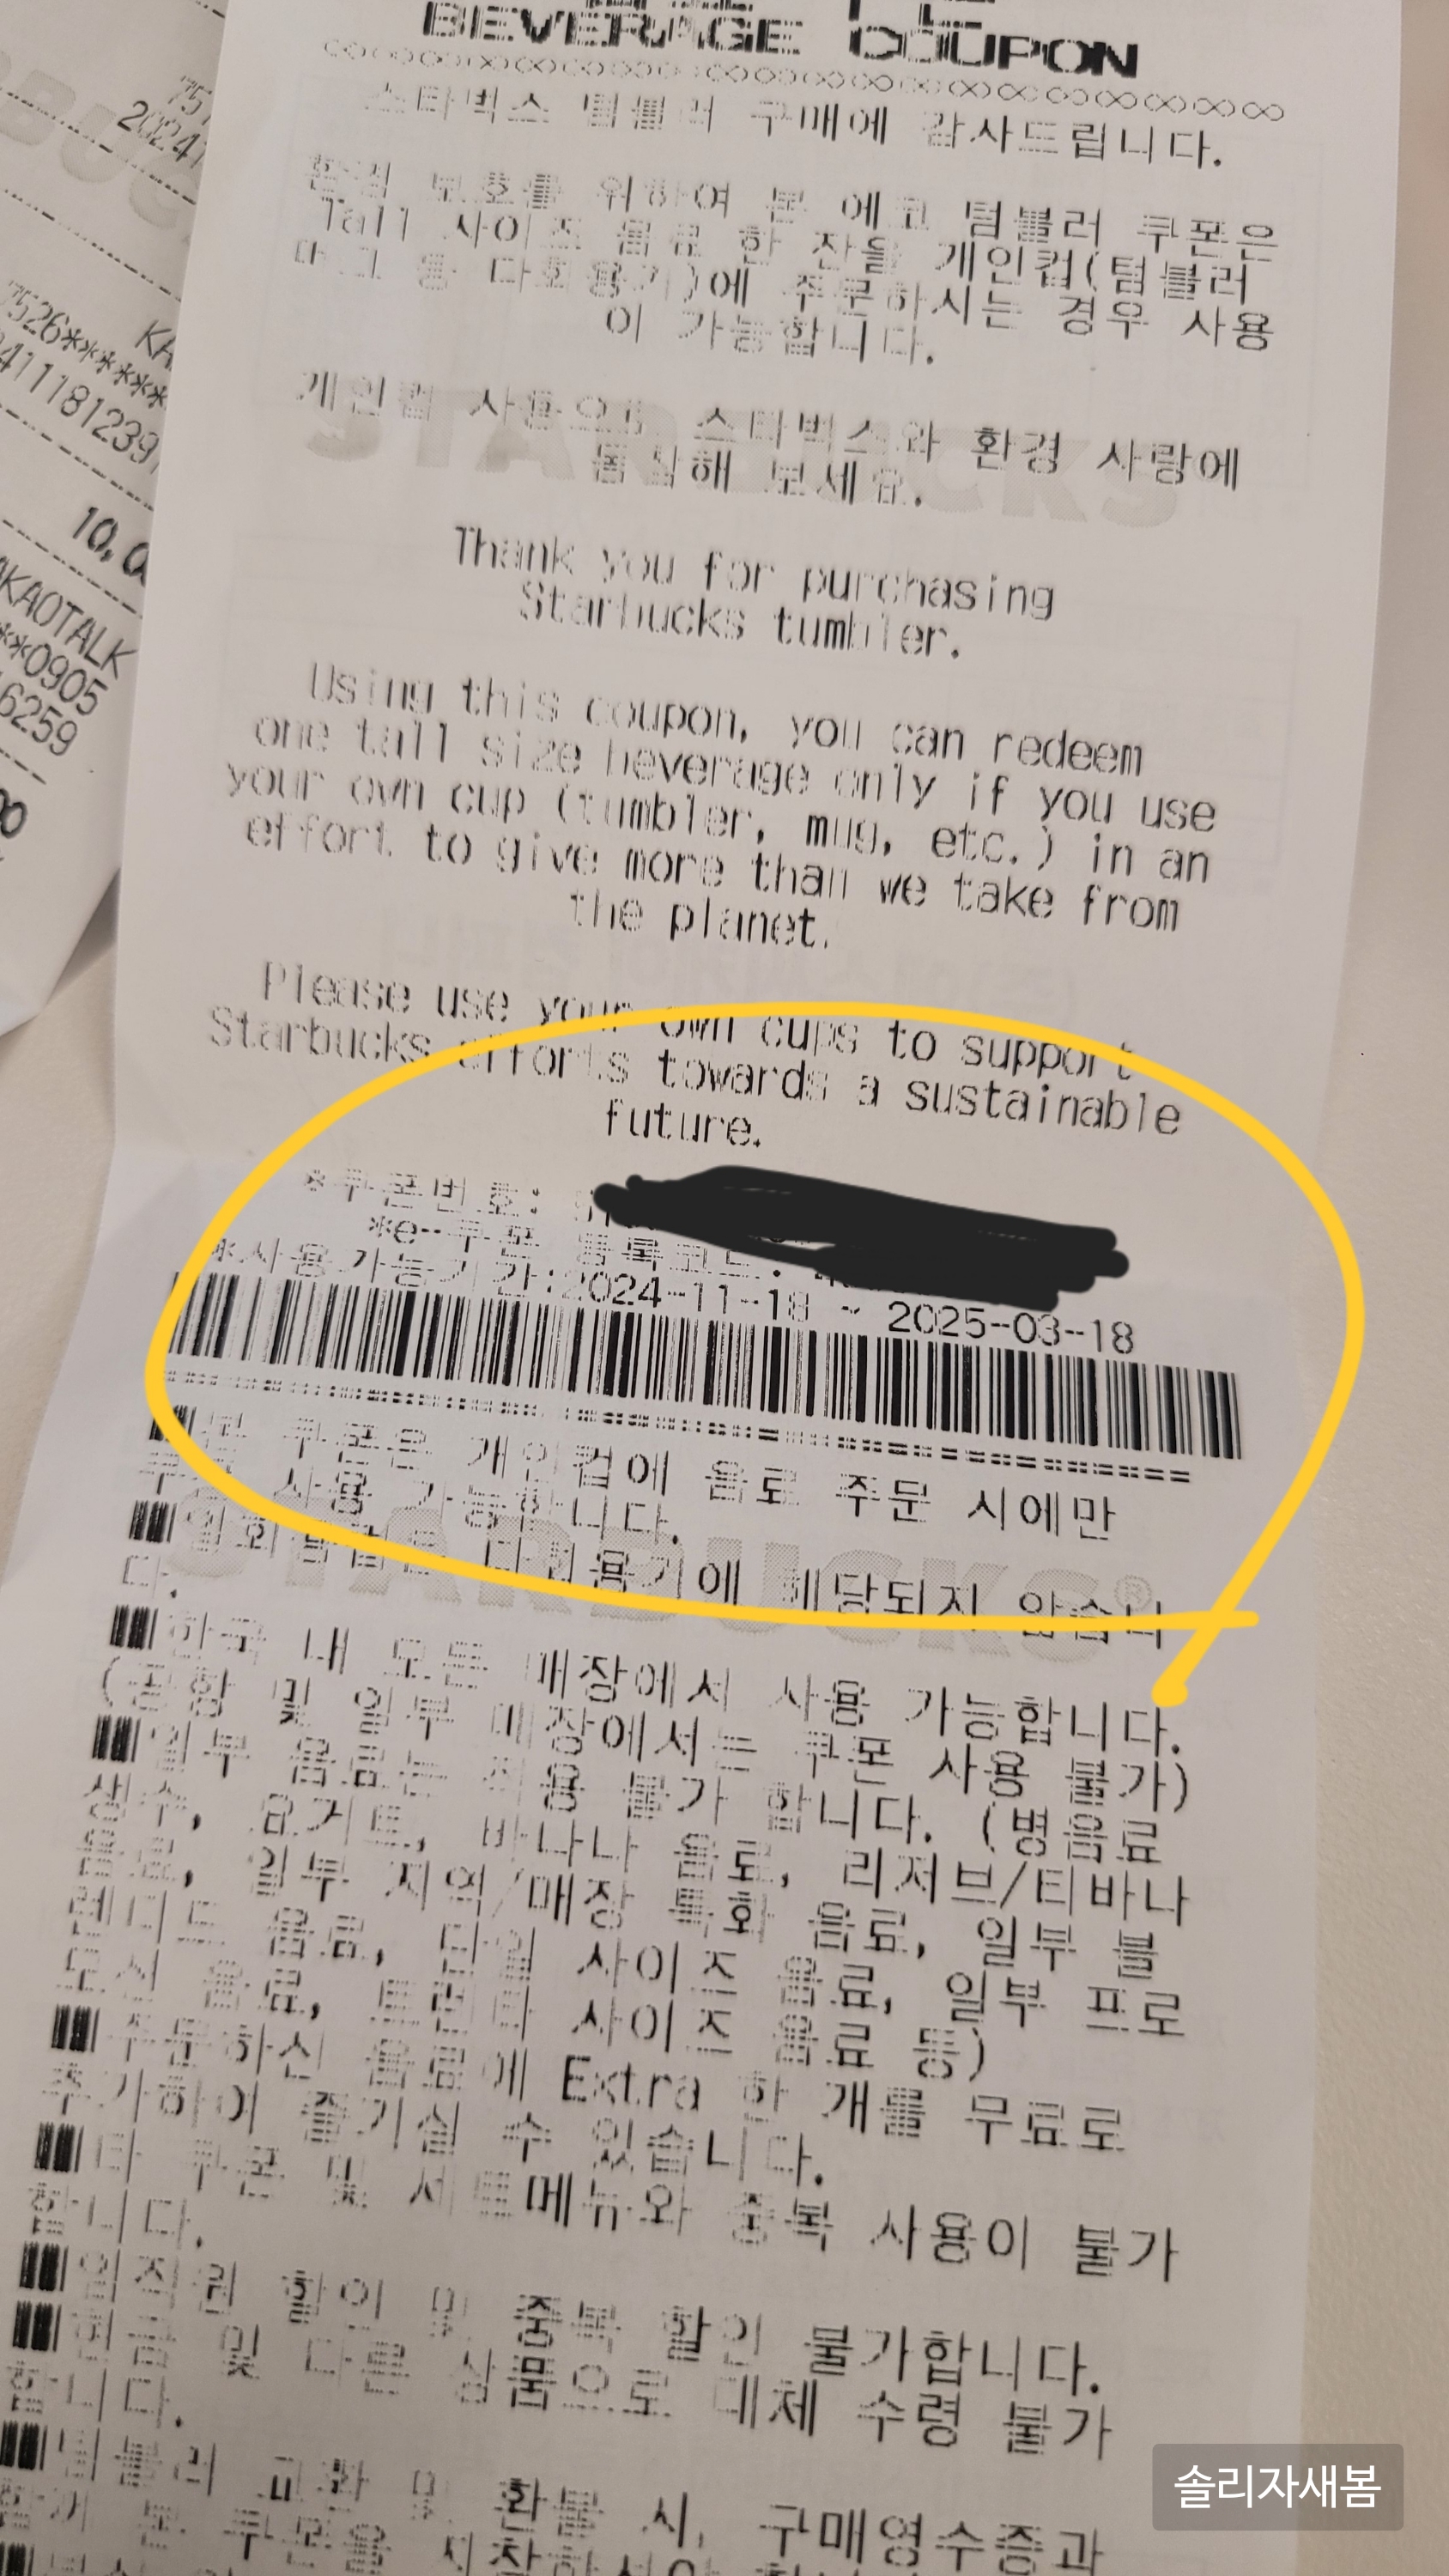 BEVERAGE COUPON
스타벅스 텀블러 구매에 감사드립니다.
환경 보호를 위하여 본 에코 텀블러 쿠폰은
Tall 사이즈 음료 한 잔을 개인컵(텀블러
머그 등 다회용기)에 주문하시는 경우 사용
이 가능합니다.
개인컵 사용으로 스타벅스와 환경 사랑에
동참해 보세요.
STARBUCKS
Thank you for purchasing
Starbucks tumbler.
Using this coupon, you can redeem
one tall size beverage only if you use
your own cup (tumbler, mug, etc.) in an
effort to give more than we take from
the planet.
Please use your own cups to support
Starbucks efforts towards a sustainable
future.
*쿠폰번호:
*e-쿠폰 등록코드:
*사용가능기간:2024-11-18 ~ 2025-03-18
본 쿠폰은 개인컵에 음료 주문 시에만
사용 가능합니다.
다회용기에 해당되지 않습니
다.
STARBUCKS®
한국 내 모든 매장에서 사용 가능합니다.
(공항 및 일부 매장에서는 쿠폰 사용 불가)
일부 음료는 적용 불가 합니다. (병음료
생수, 요거트, 바나나 음료, 리저브/티바나
음료, 일부 지역/매장 특화 음료, 일부 블
렌디드 음료, 단일 사이즈 음료, 일부 프로
모션 음료, 트렌타 사이즈 음료 등)
주문하신 음료에 Extra 한 개를 무료로
추가하여 즐기실 수 있습니다.
타 쿠폰 및 세트메뉴와 중복 사용이 불가
합니다.
임직원 할인 및 중복 할인 불가합니다.
현금 및 다른 상품으로 대체 수령 불가
합니다.
텀블러 교환 및 환불 시, 구매영수증과
함께 본 쿠폰을
751
20241
KA
7526*******
411181239
10,0
KAOTALK
**0905
6259
솔리자새봄